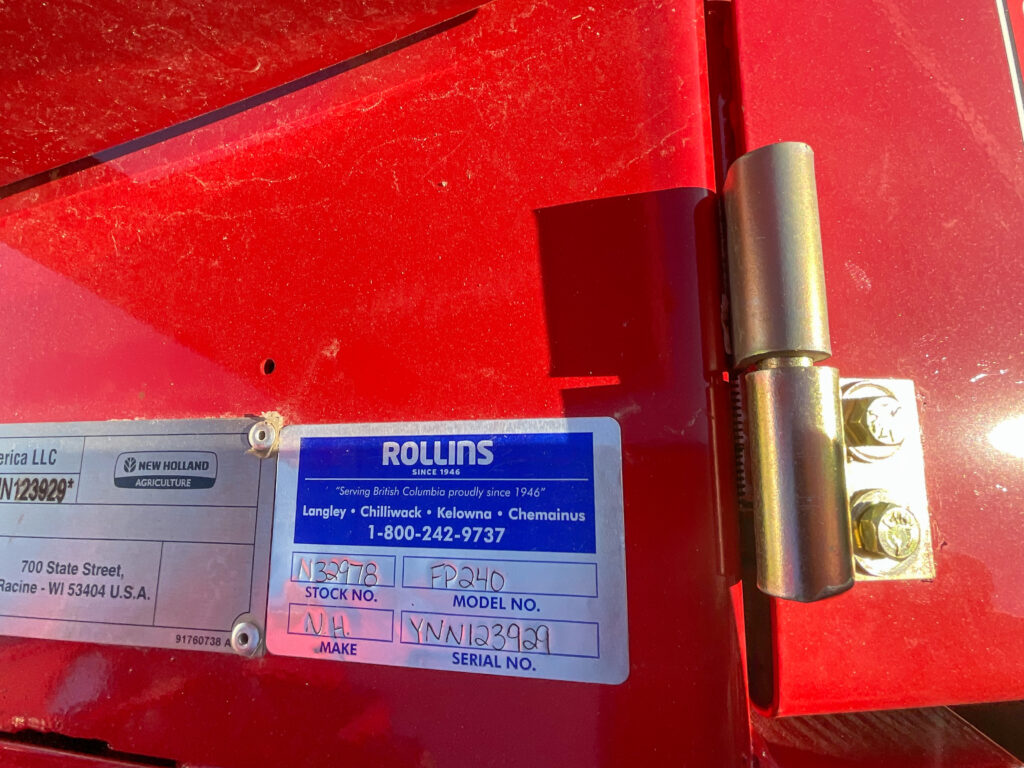 erica LLC
NN123929*
NEW HOLLAND
AGRICULTURE
700 State Street,
Racine - WI 53404 U.S.A.
91760738 A
ROLLINS
SINCE 1946
"Serving British Columbia proudly since 1946"
Langley • Chilliwack • Kelowna • Chemainus
1-800-242-9737
N32978 FP240
STOCK NO. MODEL NO.
N.H. YNN123929
MAKE SERIAL NO.